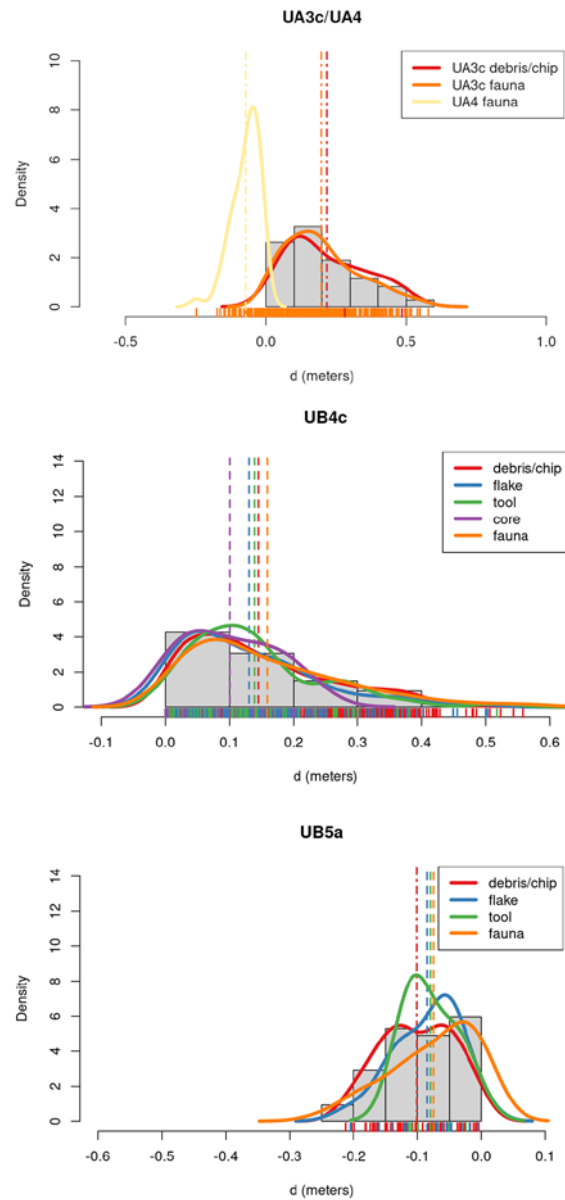 UA3c/UA4
UA3c debris/chip
UA3c fauna
UA4 fauna
Density
0 2 4 6 8 10
-0.5 0.0 0.5 1.0
d (meters)
UB4c
debris/chip
flake
tool
core
fauna
Density
0 2 4 6 8 10 12 14
-0.1 0.0 0.1 0.2 0.3 0.4 0.5 0.6
d (meters)
UB5a
debris/chip
flake
tool
fauna
Density
0 2 4 6 8 10 12 14
-0.6 -0.5 -0.4 -0.3 -0.2 -0.1 0.0 0.1
d (meters)